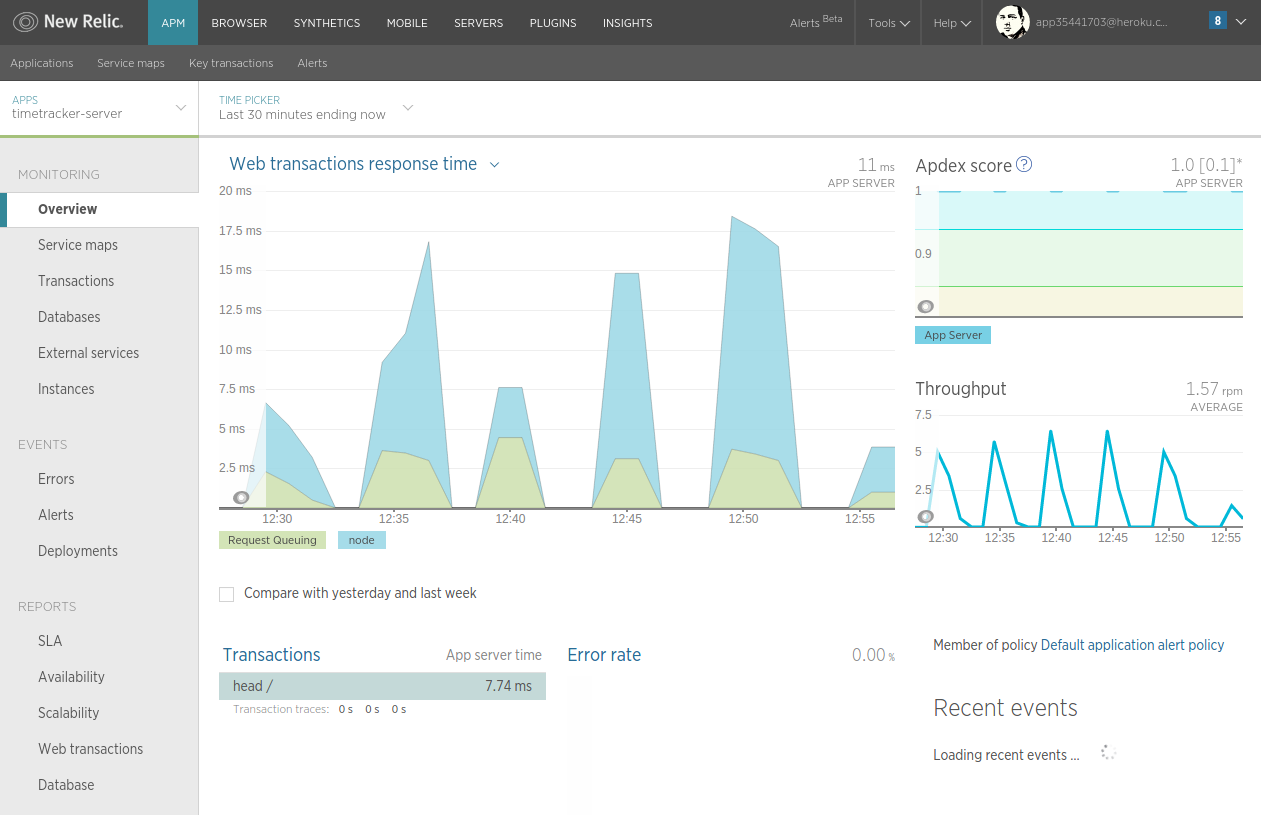 New Relic.
APM BROWSER SYNTHETICS MOBILE SERVERS PLUGINS INSIGHTS
Alerts Beta Tools Help app35441703@heroku.c... 8
Applications Service maps Key transactions Alerts
APPS
timetracker-server
TIME PICKER
Last 30 minutes ending now
MONITORING
Overview
Service maps
Transactions
Databases
External services
Instances
EVENTS
Errors
Alerts
Deployments
REPORTS
SLA
Availability
Scalability
Web transactions
Database
Web transactions response time
11 ms
APP SERVER
20 ms
17.5 ms
15 ms
12.5 ms
10 ms
7.5 ms
5 ms
2.5 ms
12:30 12:35 12:40 12:45 12:50 12:55
Request Queuing node
Compare with yesterday and last week
Transactions App server time
head / 7.74 ms
Transaction traces: 0 s 0 s 0 s
Error rate 0.00 %
Apdex score ? 1.0 [0.1]*
APP SERVER
1
0.9
App Server
Throughput 1.57 rpm
AVERAGE
7.5
5
2.5
12:30 12:35 12:40 12:45 12:50 12:55
Member of policy Default application alert policy
Recent events
Loading recent events ...